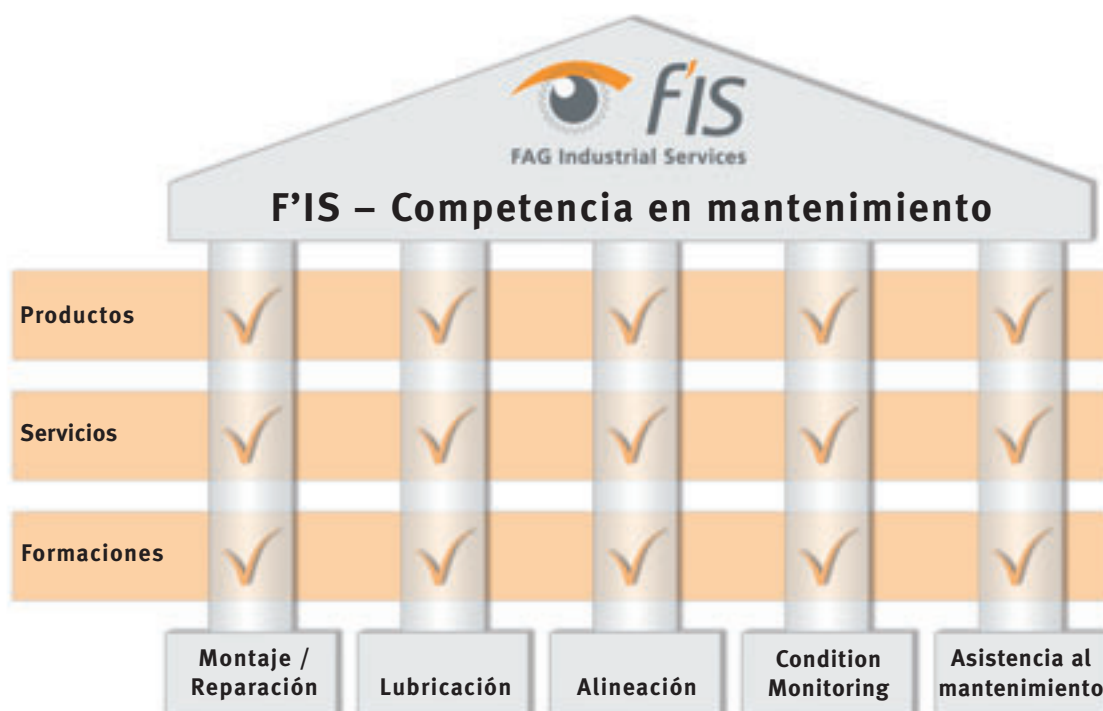 F'IS
FAG Industrial Services
F’IS – Competencia en mantenimiento
Productos
Servicios
Formaciones
Montaje /
Reparación
Lubricación
Alineación
Condition
Monitoring
Asistencia al
mantenimiento